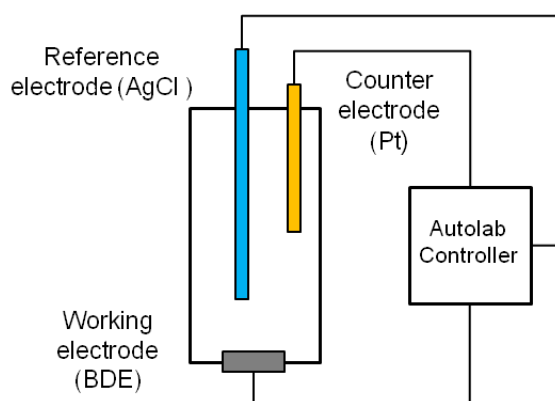 Reference
electrode (AgCl )
Counter
electrode
(Pt)
Autolab
Controller
Working
electrode
(BDE)